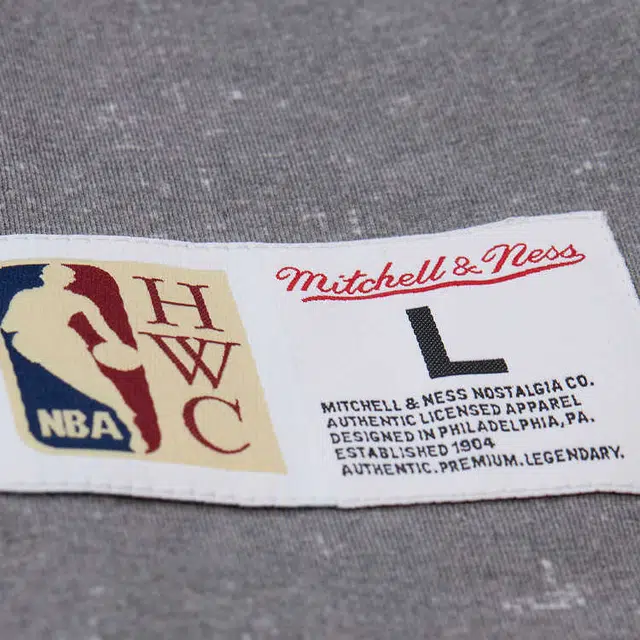 NBA
H
W
C
Mitchell & Ness
L
MITCHELL & NESS NOSTALGIA CO.
AUTHENTIC LICENSED APPAREL
DESIGNED IN PHILADELPHIA, PA.
ESTABLISHED 1904
AUTHENTIC. PREMIUM. LEGENDARY.